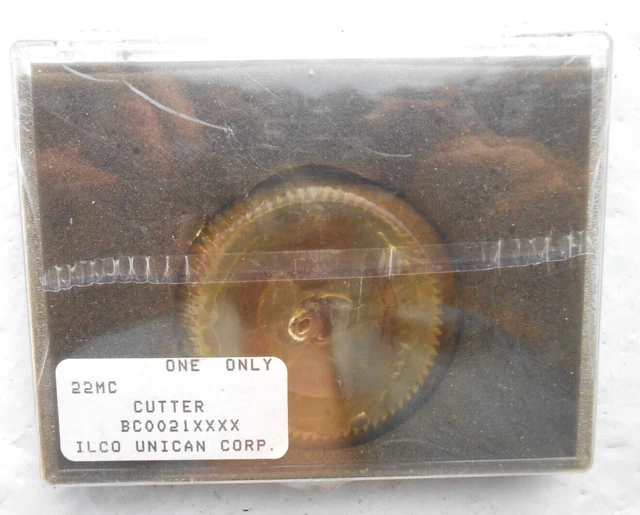 ONE ONLY
22MC
CUTTER
BC0021XXXX
ILCO UNICAN CORP.